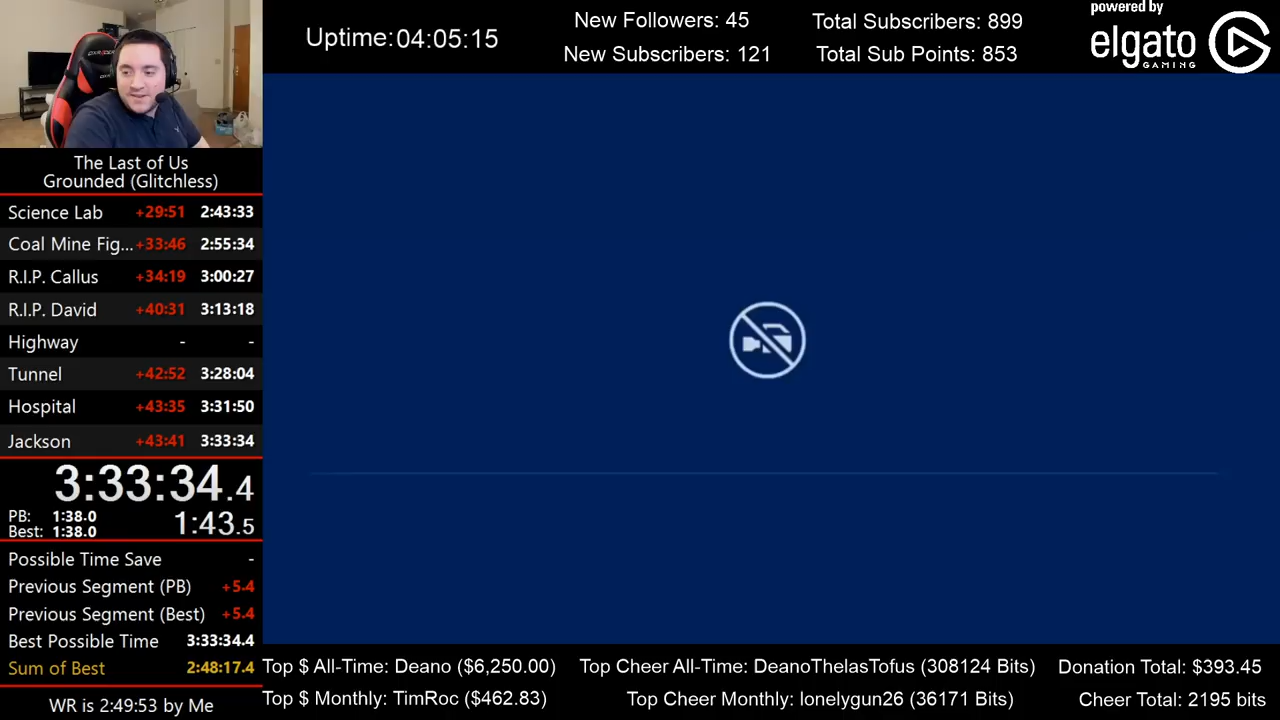 Uptime: 04:05:15
New Followers: 45
New Subscribers: 121
Total Subscribers: 899
Total Sub Points: 853
powered by
elgato
GAMING
The Last of Us
Grounded (Glitchless)
Science Lab +29:51 2:43:33
Coal Mine Fig... +33:46 2:55:34
R.I.P. Callus +34:19 3:00:27
R.I.P. David +40:31 3:13:18
Highway - -
Tunnel +42:52 3:28:04
Hospital +43:35 3:31:50
Jackson +43:41 3:33:34
3:33:34.4
PB: 1:38.0
Best: 1:38.0
1:43.5
Possible Time Save -
Previous Segment (PB) +5.4
Previous Segment (Best) +5.4
Best Possible Time 3:33:34.4
Sum of Best 2:48:17.4
WR is 2:49:53 by Me
Top $ All-Time: Deano ($6,250.00)
Top Cheer All-Time: DeanoThelasTofus (308124 Bits)
Donation Total: $393.45
Top $ Monthly: TimRoc ($462.83)
Top Cheer Monthly: lonelygun26 (36171 Bits)
Cheer Total: 2195 bits